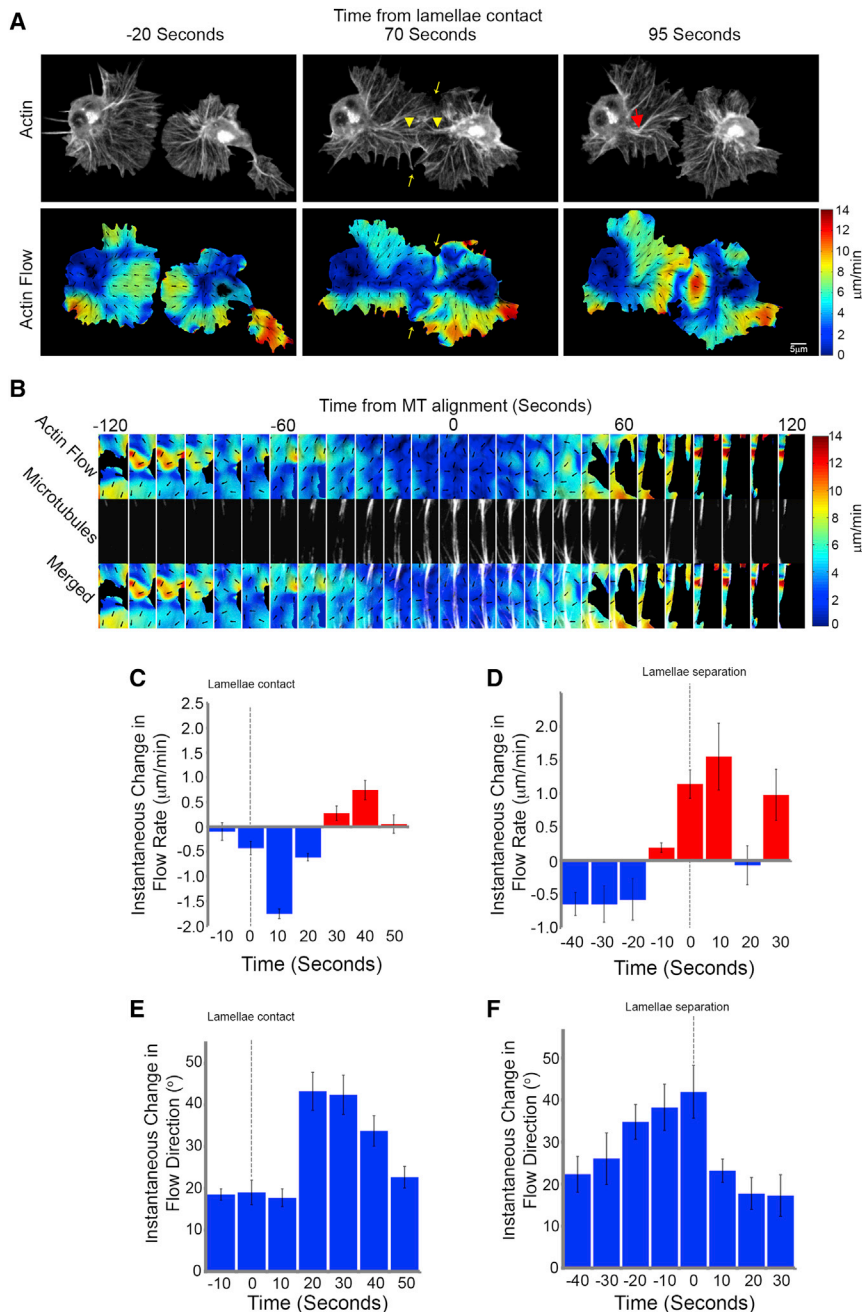 A
Time from lamellae contact
-20 Seconds
70 Seconds
95 Seconds
Actin
Actin Flow
14
12
10
8
6
4
2
0
µm/min
5µm
B
Time from MT alignment (Seconds)
-120
-60
0
60
120
Actin Flow
Microtubules
Merged
14
12
10
8
6
4
2
0
µm/min
C
Lamellae contact
Instantaneous Change in
Flow Rate (µm/min)
2.5
2.0
1.5
1.0
0.5
0
-0.5
-1.0
-1.5
-2.0
-10 0 10 20 30 40 50
Time (Seconds)
D
Lamellae separation
Instantaneous Change in
Flow Rate (µm/min)
2.0
1.5
1.0
0.5
0
-0.5
-1.0
-40 -30 -20 -10 0 10 20 30
Time (Seconds)
E
Lamellae contact
Instantaneous Change in
Flow Direction (°)
50
40
30
20
10
0
-10 0 10 20 30 40 50
Time (Seconds)
F
Lamellae separation
Instantaneous Change in
Flow Direction (°)
50
40
30
20
10
0
-40 -30 -20 -10 0 10 20 30
Time (Seconds)